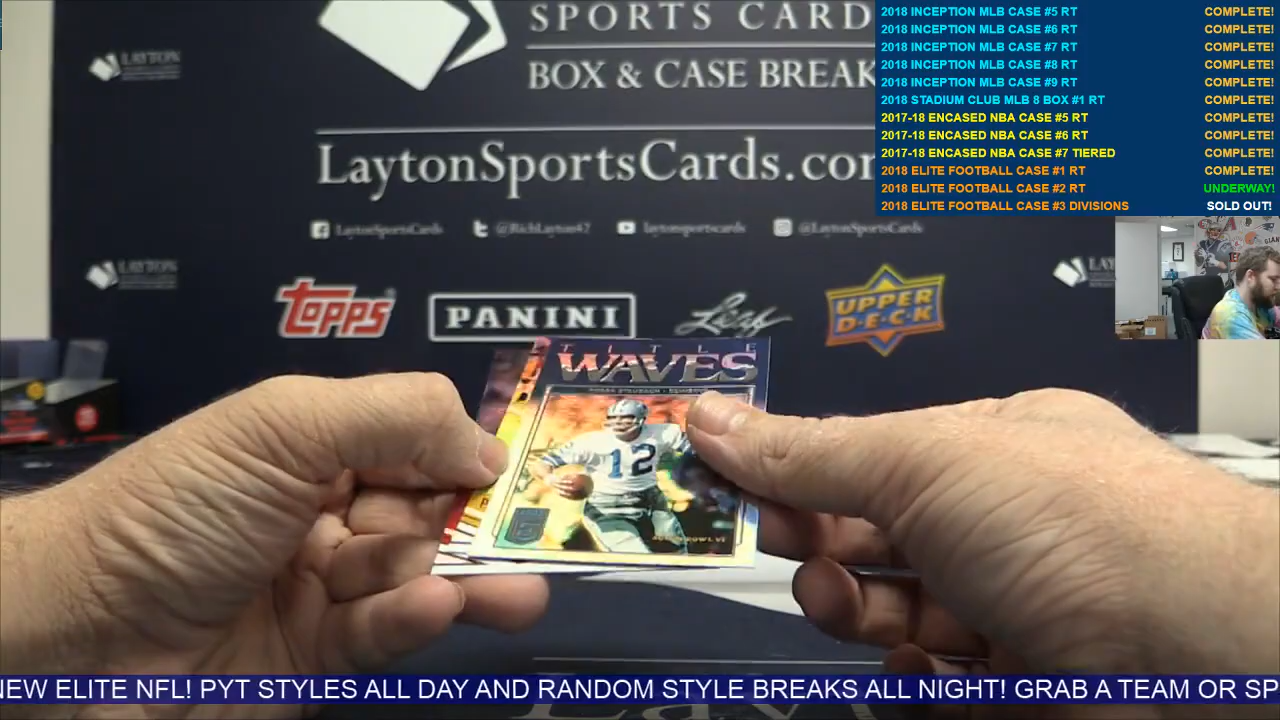 SPORTS CARD
BOX & CASE BREAK
LaytonSportsCards.com
LaytonSportsCards
@RichLayton47
laytonsportscards
@LaytonSportsCards
LAYTON
LAYTON
LAY
TOPPS
PANINI
Leaf
UPPER
D·E·C·K
TITLE
WAVES
12
2018 INCEPTION MLB CASE #5 RT COMPLETE!
2018 INCEPTION MLB CASE #6 RT COMPLETE!
2018 INCEPTION MLB CASE #7 RT COMPLETE!
2018 INCEPTION MLB CASE #8 RT COMPLETE!
2018 INCEPTION MLB CASE #9 RT COMPLETE!
2018 STADIUM CLUB MLB 8 BOX #1 RT COMPLETE!
2017-18 ENCASED NBA CASE #5 RT COMPLETE!
2017-18 ENCASED NBA CASE #6 RT COMPLETE!
2017-18 ENCASED NBA CASE #7 TIERED COMPLETE!
2018 ELITE FOOTBALL CASE #1 RT COMPLETE!
2018 ELITE FOOTBALL CASE #2 RT UNDERWAY!
2018 ELITE FOOTBALL CASE #3 DIVISIONS SOLD OUT!
NEW ELITE NFL! PYT STYLES ALL DAY AND RANDOM STYLE BREAKS ALL NIGHT! GRAB A TEAM OR SP